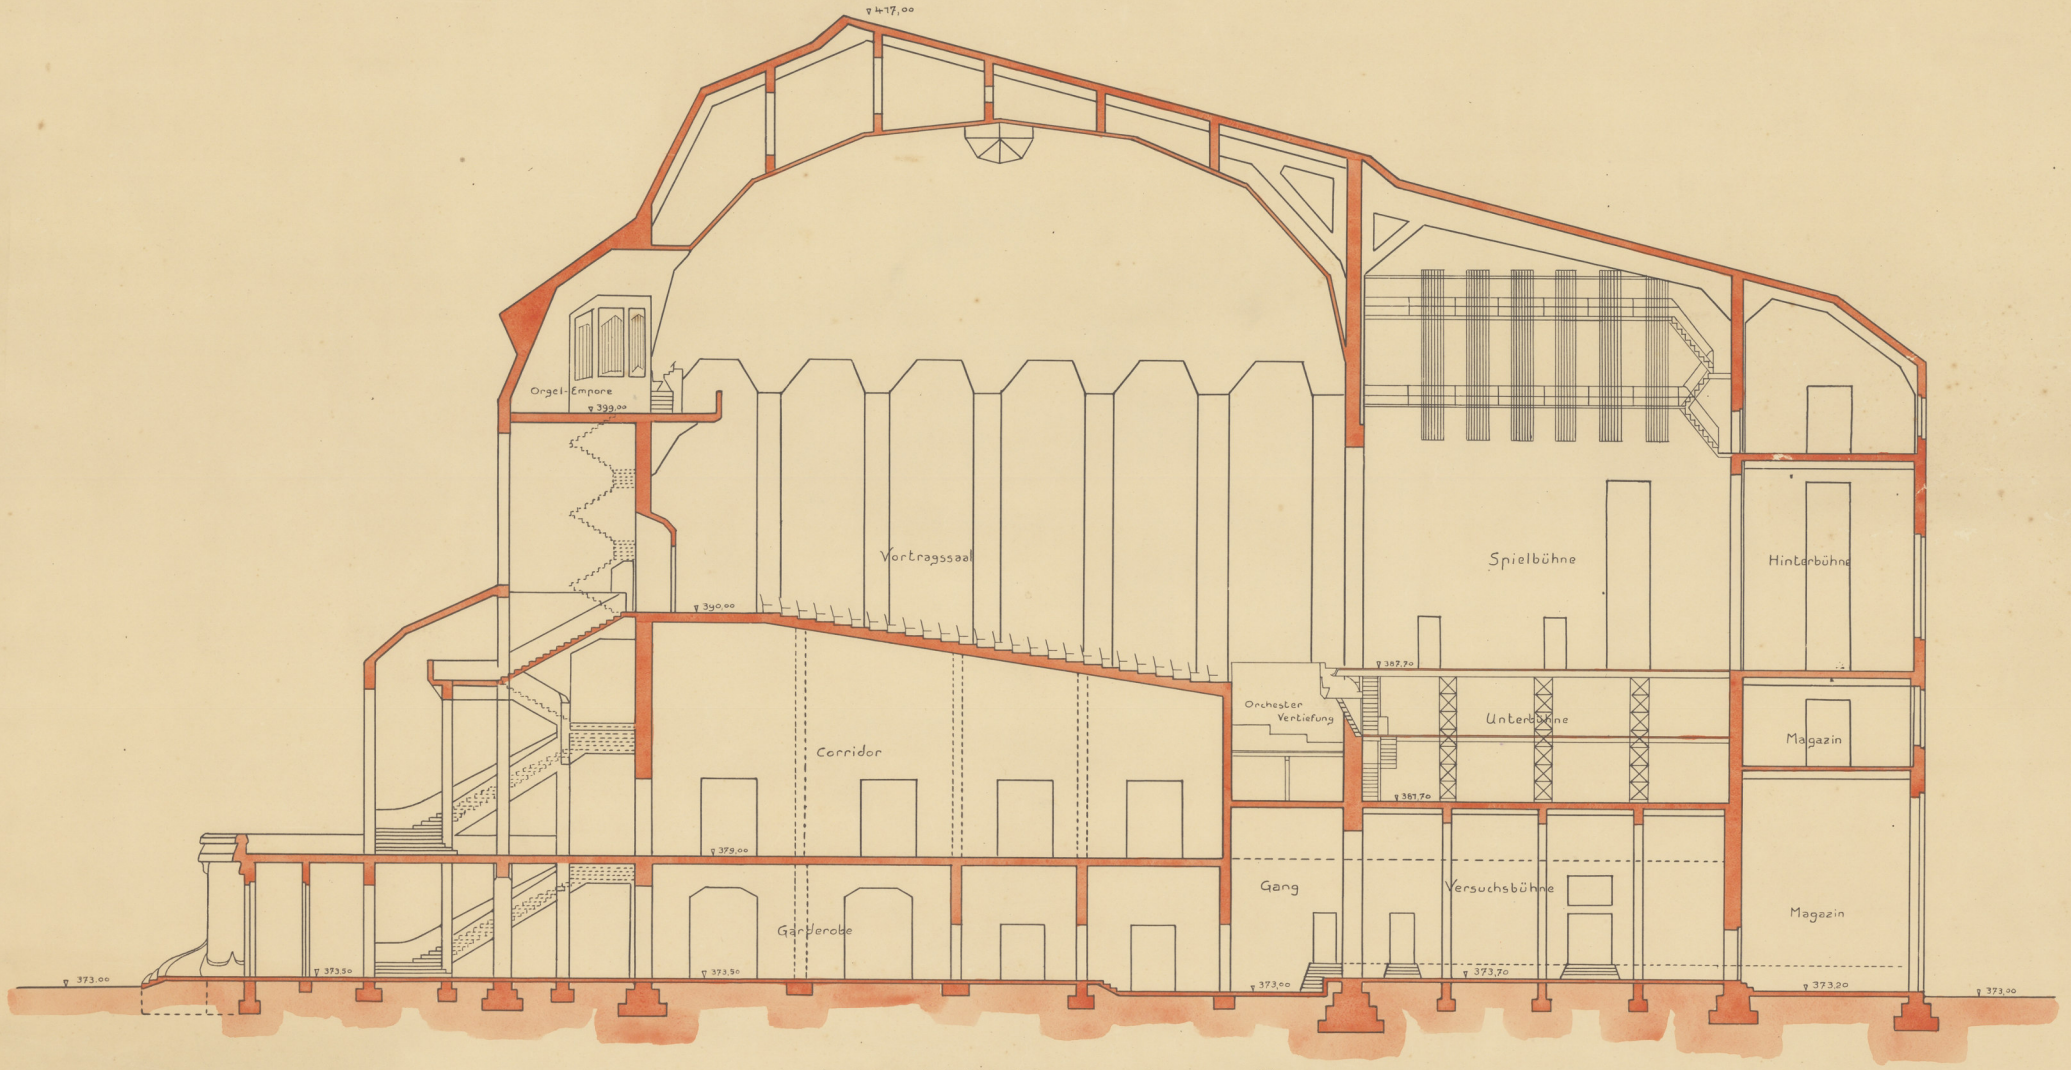 417,00
Orgel-Empore
399,00
Vortragssaal
Spielbühne
Hinterbühne
390,00
387,70
Orchester
Vertiefung
Unterbühne
Magazin
Corridor
381,70
379,00
Gang
Versuchsbühne
Magazin
Garderobe
373,00
373,50
373,50
373,00
373,70
373,20
373,00